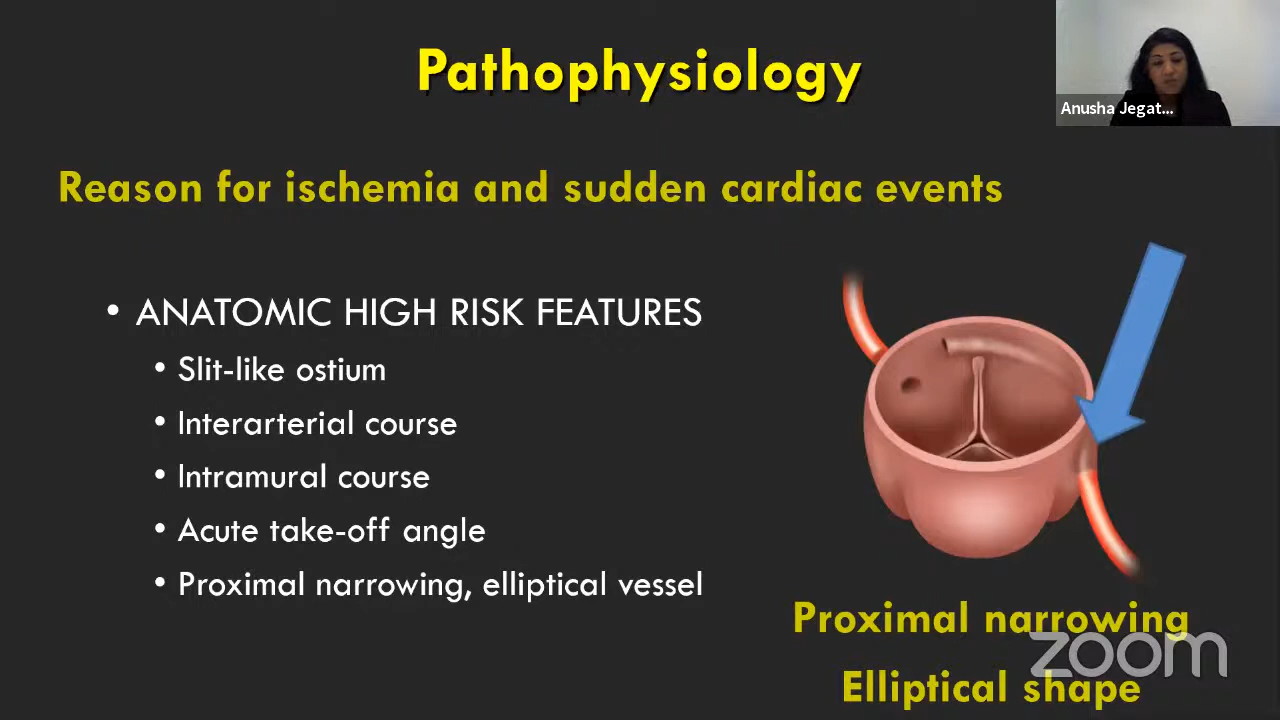 Pathophysiology
Anusha Jegat...
Reason for ischemia and sudden cardiac events
• ANATOMIC HIGH RISK FEATURES
• Slit-like ostium
• Interarterial course
• Intramural course
• Acute take-off angle
• Proximal narrowing, elliptical vessel
Proximal narrowing
zoom
Elliptical shape